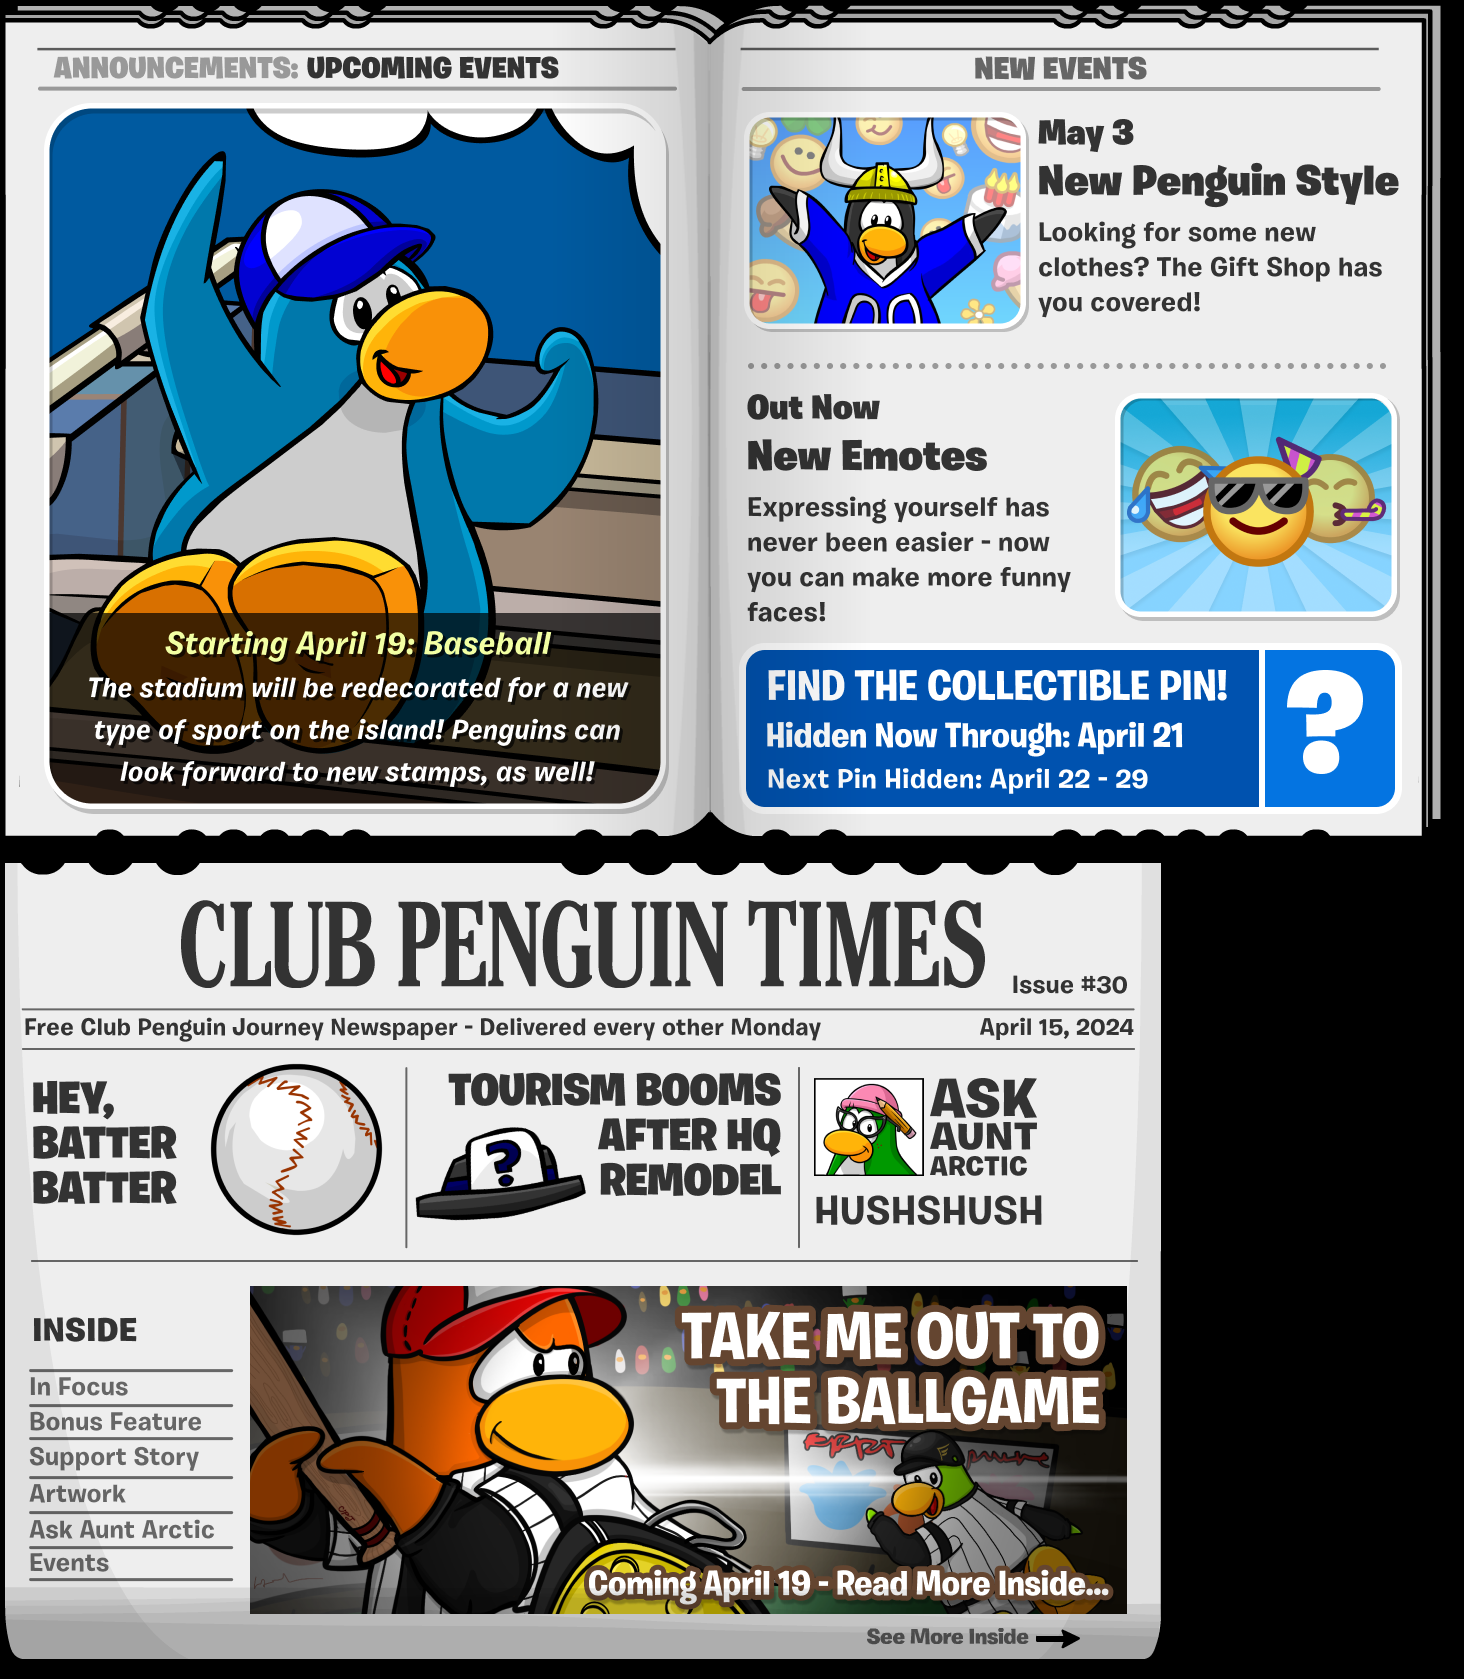 ANNOUNCEMENTS: UPCOMING EVENTS
Starting April 19: Baseball
The stadium will be redecorated for a new
type of sport on the island! Penguins can
look forward to new stamps, as well!
NEW EVENTS
May 3
New Penguin Style
Looking for some new
clothes? The Gift Shop has
you covered!
Out Now
New Emotes
Expressing yourself has
never been easier - now
you can make more funny
faces!
FIND THE COLLECTIBLE PIN!
Hidden Now Through: April 21
Next Pin Hidden: April 22 - 29
?
CLUB PENGUIN TIMES
Issue #30
Free Club Penguin Journey Newspaper - Delivered every other Monday
April 15, 2024
HEY,
BATTER
BATTER
TOURISM BOOMS
AFTER HQ
REMODEL
?
ASK
AUNT
ARCTIC
HUSHSHUSH
INSIDE
In Focus
Bonus Feature
Support Story
Artwork
Ask Aunt Arctic
Events
TAKE ME OUT TO
THE BALLGAME
Coming April 19 - Read More Inside...
See More Inside